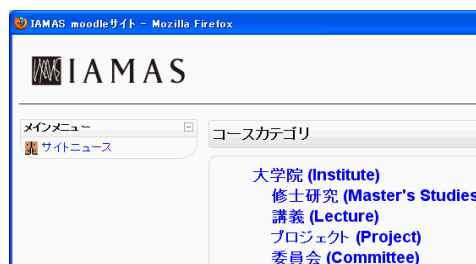 IAMAS moodleサイト - Mozilla Firefox
IAMAS
メインメニュー
サイトニュース
コースカテゴリ
大学院 (Institute)
修士研究 (Master's Studies
講義 (Lecture)
プロジェクト (Project)
委員会 (Committee)